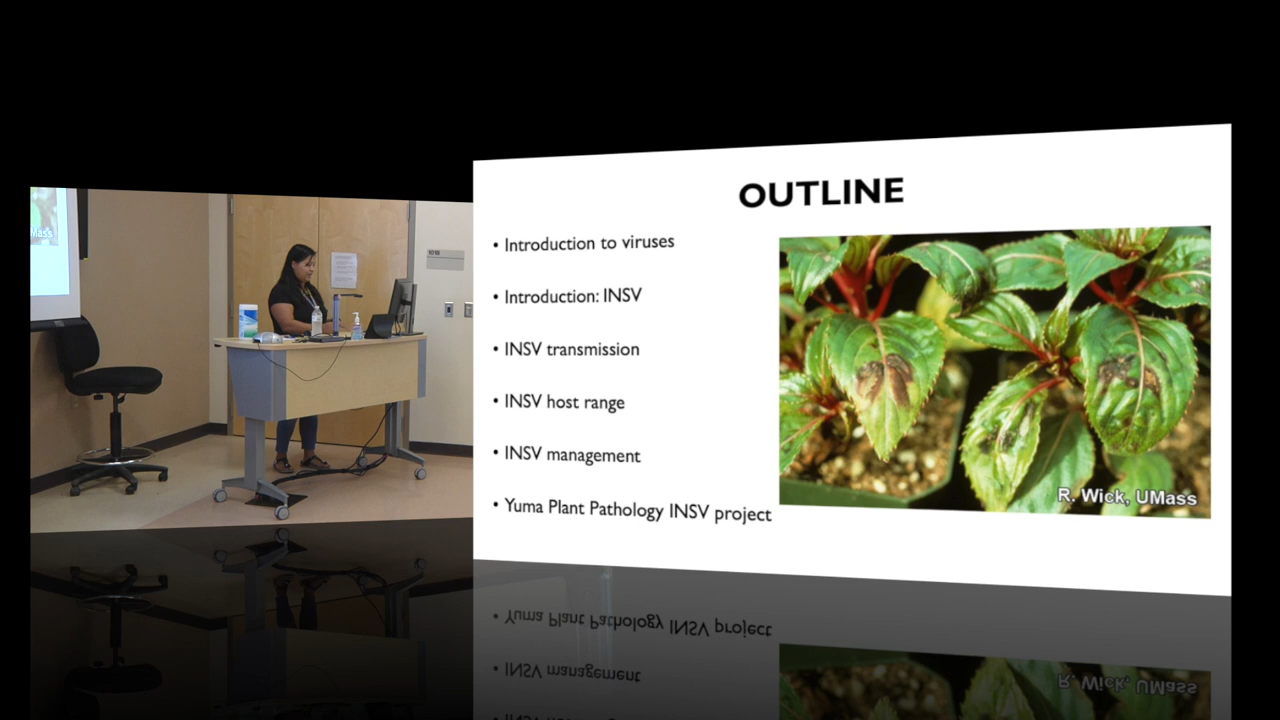 OUTLINE
• Introduction to viruses
• Introduction: INSV
• INSV transmission
• INSV host range
• INSV management
• Yuma Plant Pathology INSV project
R. Wick, UMass
Mass